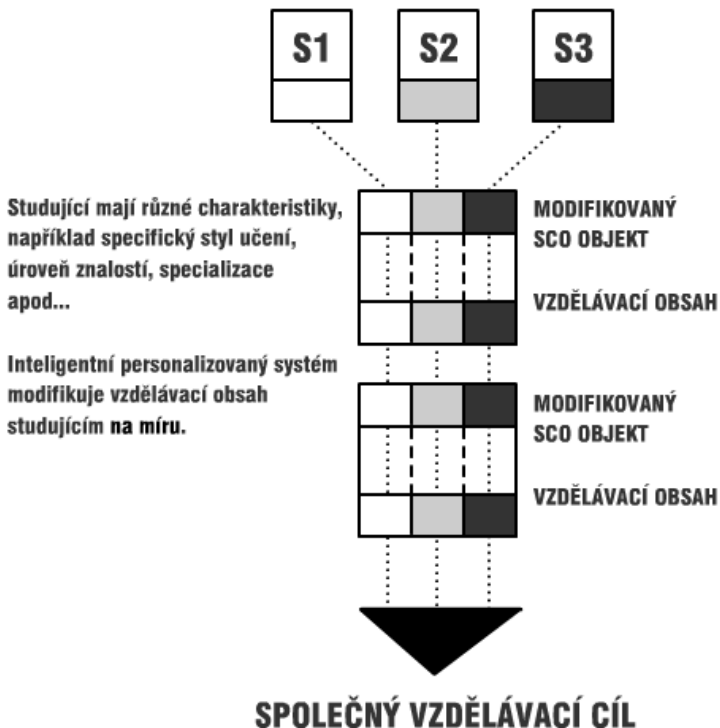 S1
S2
S3
Studující mají různé charakteristiky,
například specifický styl učení,
úroveň znalostí, specializace
apod...
MODIFIKOVANÝ
SCO OBJEKT
VZDĚLÁVACÍ OBSAH
Inteligentní personalizovaný systém
modifikuje vzdělávací obsah
studujícím na míru.
MODIFIKOVANÝ
SCO OBJEKT
VZDĚLÁVACÍ OBSAH
SPOLEČNÝ VZDĚLÁVACÍ CÍL